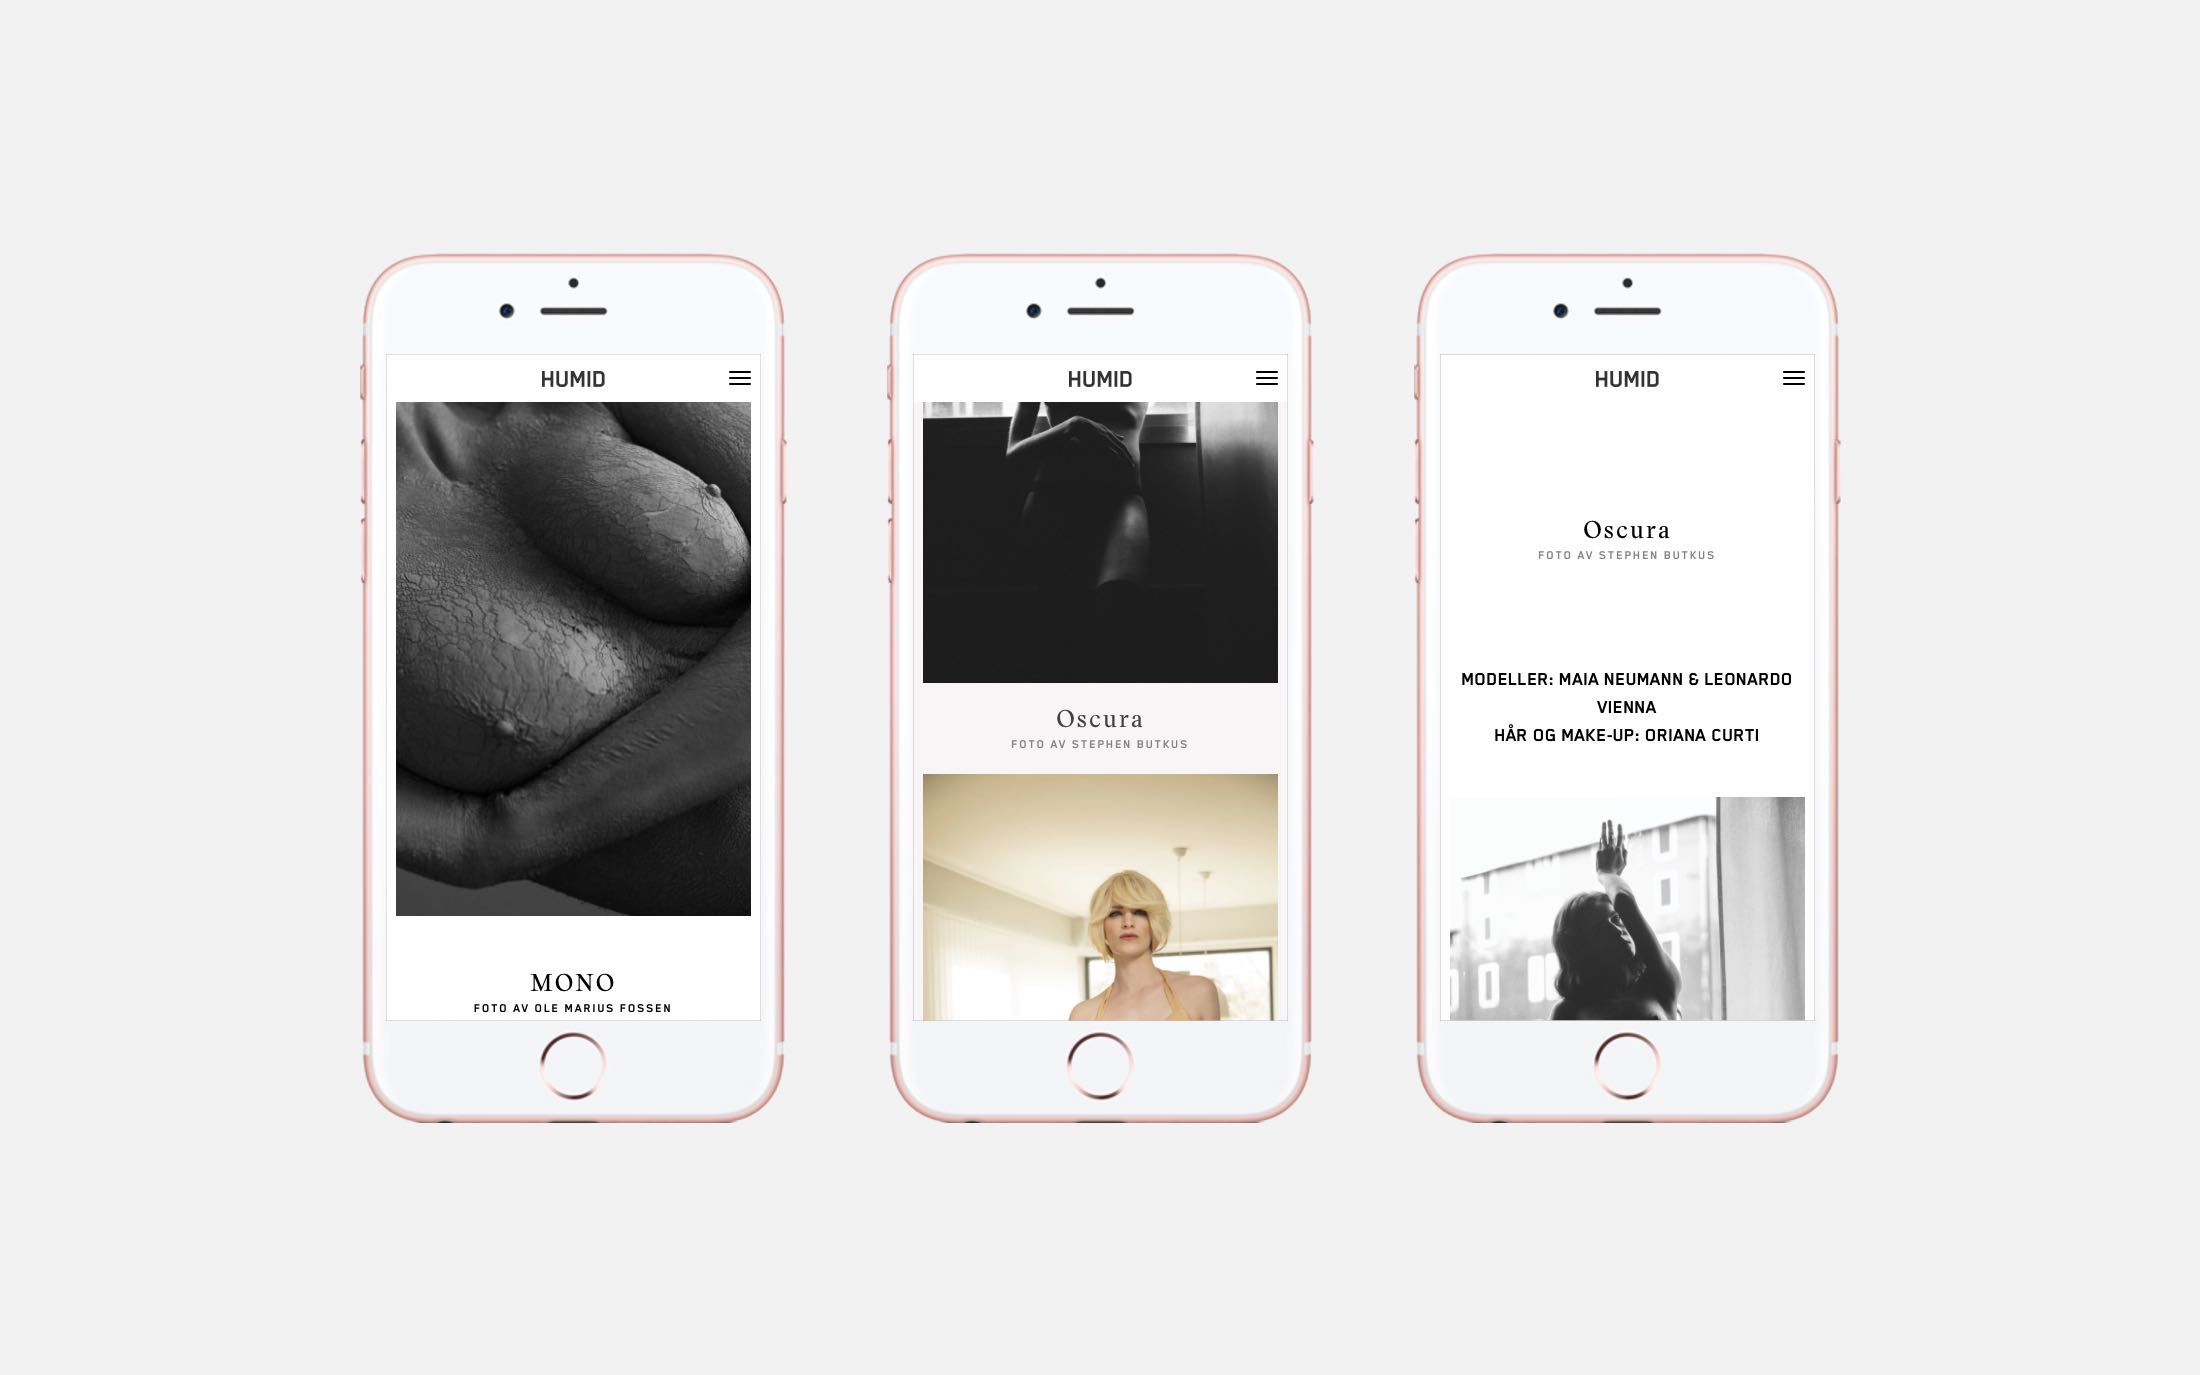 HUMID
MONO
FOTO AV OLE MARIUS FOSSEN
HUMID
Oscura
FOTO AV STEPHEN BUTKUS
HUMID
Oscura
FOTO AV STEPHEN BUTKUS
MODELLER: MAIA NEUMANN & LEONARDO
VIENNA
HÅR OG MAKE-UP: ORIANA CURTI